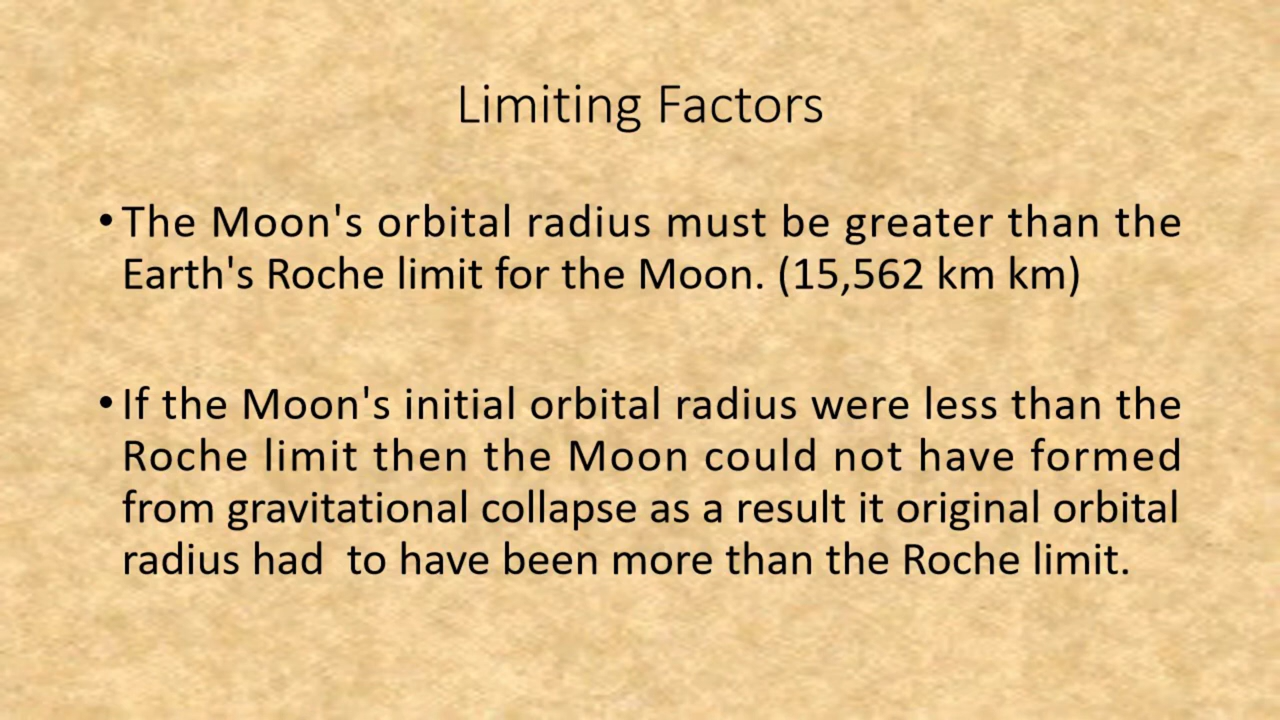 Limiting Factors
• The Moon's orbital radius must be greater than the
Earth's Roche limit for the Moon. (15,562 km km)
• If the Moon's initial orbital radius were less than the
Roche limit then the Moon could not have formed
from gravitational collapse as a result it original orbital
radius had  to have been more than the Roche limit.